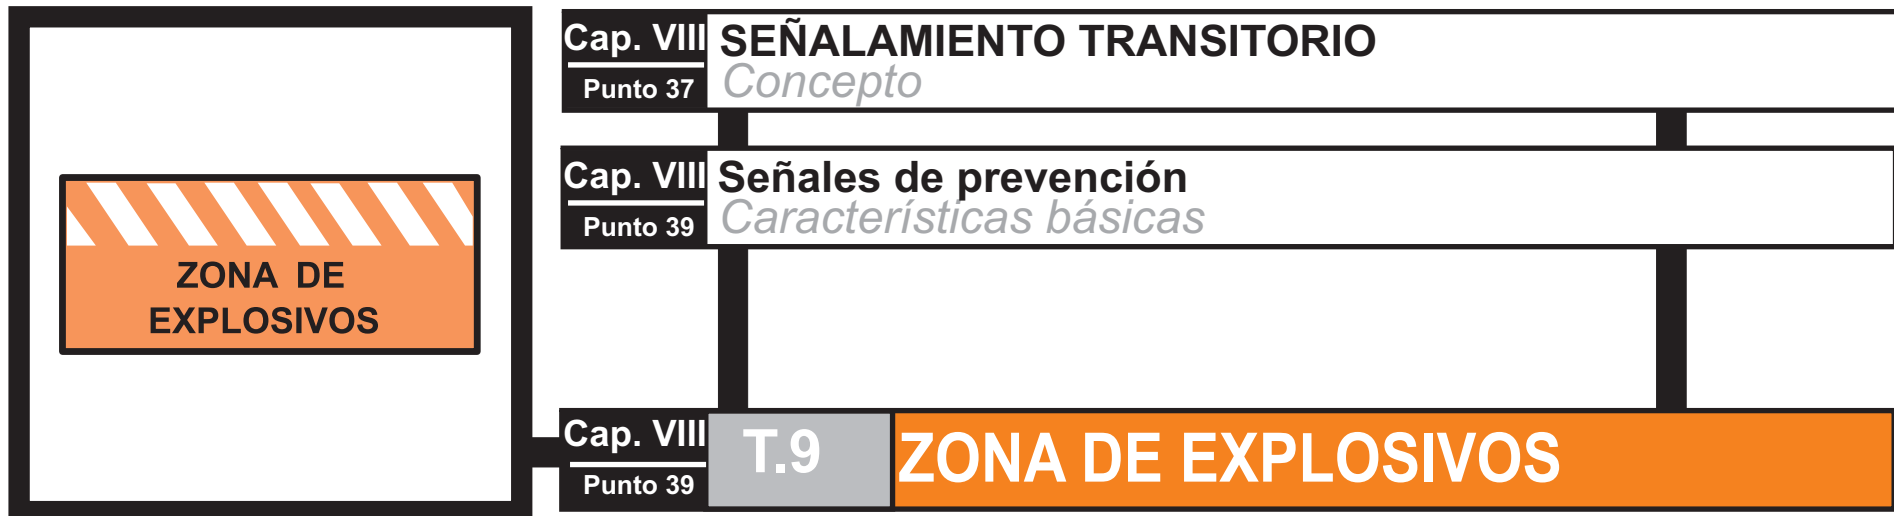 ZONA DE
EXPLOSIVOS
Cap. VIII
Punto 37
SEÑALAMIENTO TRANSITORIO
Concepto
Cap. VIII
Punto 39
Señales de prevención
Características básicas
Cap. VIII
Punto 39
T.9
ZONA DE EXPLOSIVOS